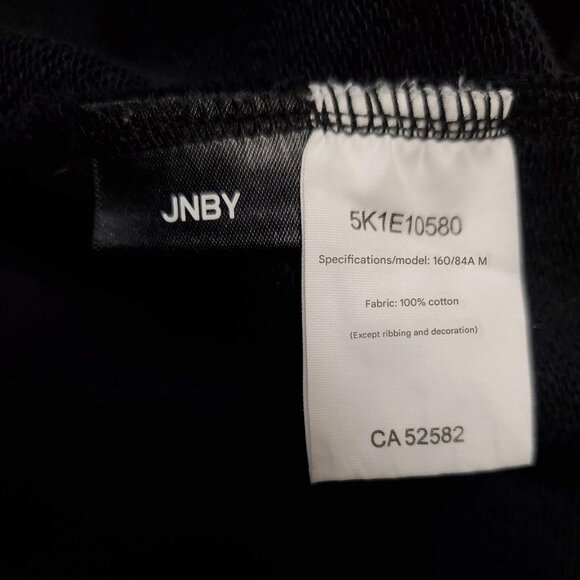 JNBY
5K1E10580
Specifications/model: 160/84A M
Fabric: 100% cotton
(Except ribbing and decoration)
CA 52582